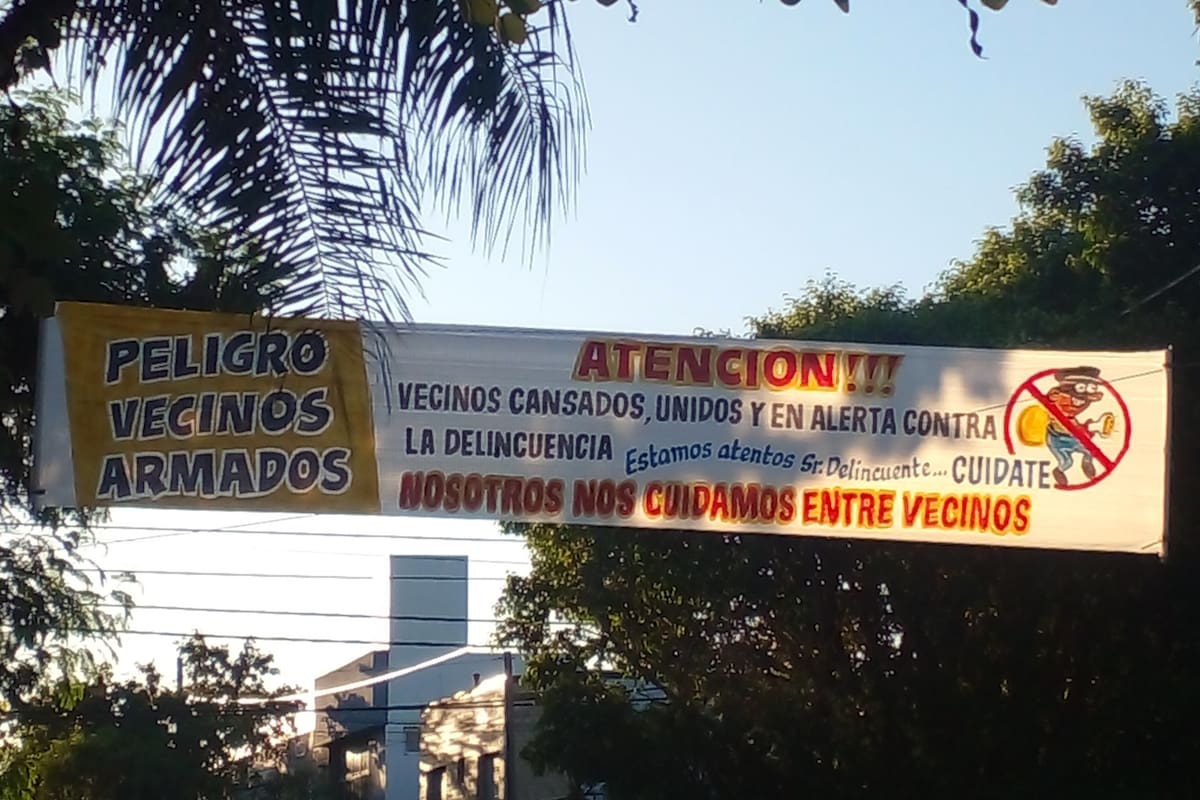 PELIGRO
VECINOS
ARMADOS
ATENCION!!!
VECINOS CANSADOS, UNIDOS Y EN ALERTA CONTRA
LA DELINCUENCIA Estamos atentos Sr. Delincuente... CUIDATE
NOSOTROS NOS CUIDAMOS ENTRE VECINOS